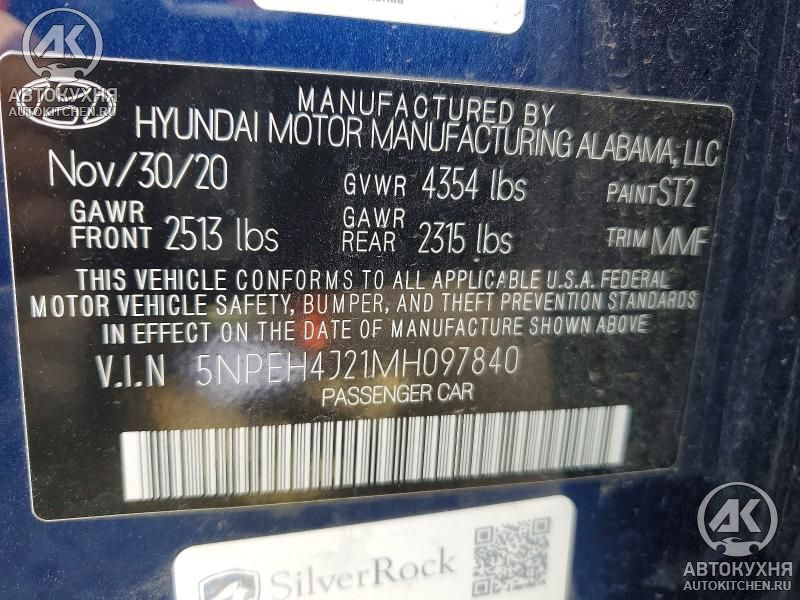 АК
АВТОКУХНЯ
AUTOKITCHEN.RU
MANUFACTURED BY
HYUNDAI MOTOR MANUFACTURING ALABAMA, LLC
Nov/30/20 GVWR 4354 lbs PAINT ST2
GAWR FRONT 2513 lbs GAWR REAR 2315 lbs TRIM MMF
THIS VEHICLE CONFORMS TO ALL APPLICABLE U.S.A. FEDERAL
MOTOR VEHICLE SAFETY, BUMPER, AND THEFT PREVENTION STANDARDS
IN EFFECT ON THE DATE OF MANUFACTURE SHOWN ABOVE
V.I.N 5NPEH4J21MH097840
PASSENGER CAR
SilverRock
АК
АВТОКУХНЯ
AUTOKITCHEN.RU